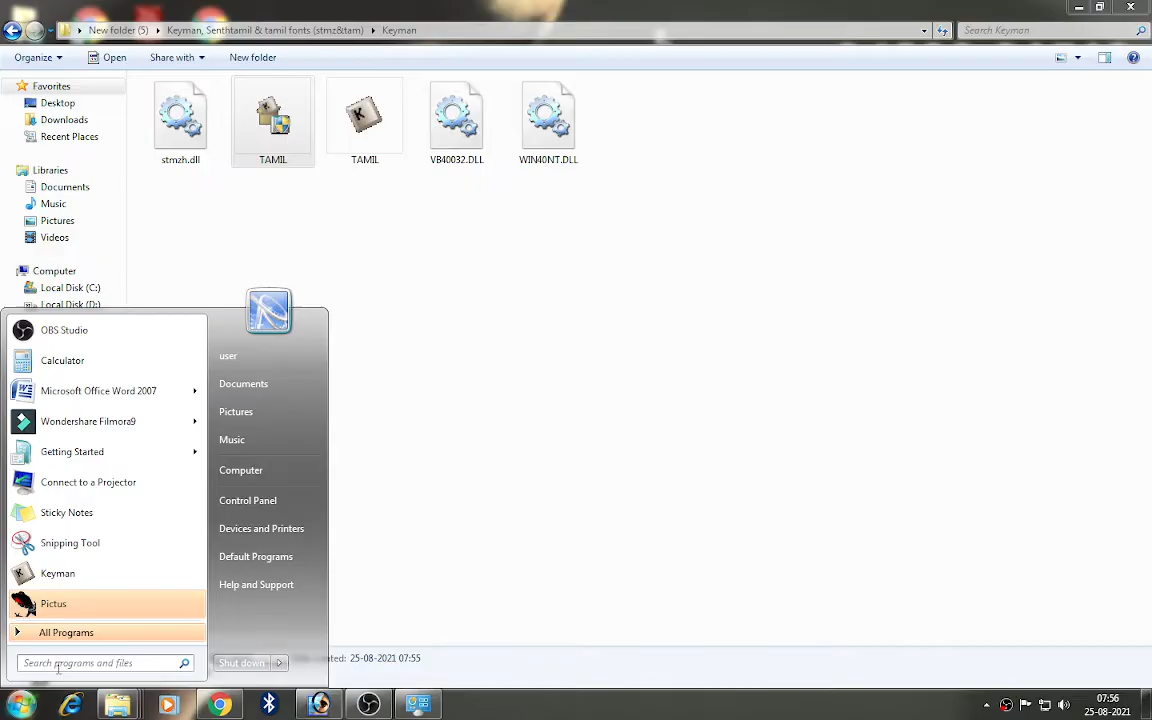 New folder (5) Keyman, Senthtamil & tamil fonts (stmz&tam) Keyman
Search Keyman
Organize Open Share with New folder
Favorites
Desktop
Downloads
Recent Places
Libraries
Documents
Music
Pictures
Videos
Computer
Local Disk (C:)
Local Disk (D:)
stmzh.dll
TAMIL
TAMIL
VB40032.DLL
WIN40NT.DLL
OBS Studio
Calculator
Microsoft Office Word 2007
Wondershare Filmora9
Getting Started
Connect to a Projector
Sticky Notes
Snipping Tool
Keyman
Pictus
All Programs
Search programs and files
user
Documents
Pictures
Music
Computer
Control Panel
Devices and Printers
Default Programs
Help and Support
Shut down
created: 25-08-2021 07:55
07:56
25-08-2021